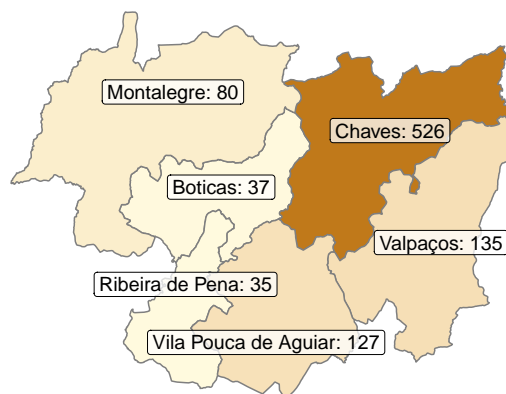 Montalegre: 80
Chaves: 526
Boticas: 37
Valpaços: 135
Ribeira de Pena: 35
Vila Pouca de Aguiar: 127